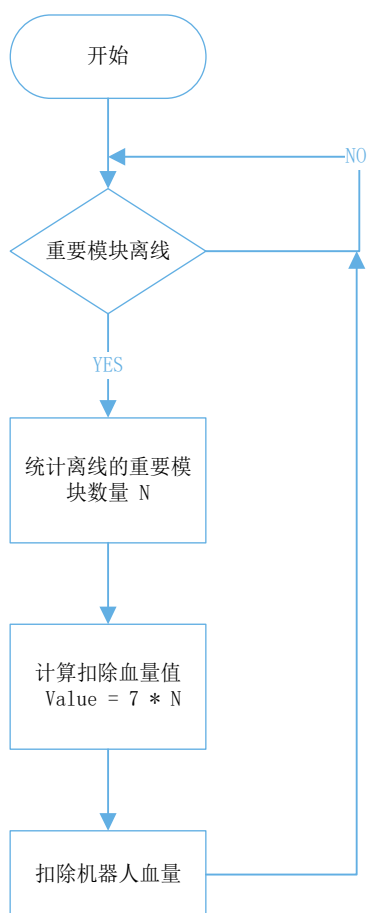 开始
NO
重要模块离线
YES
统计离线的重要模
块数量 N
计算扣除血量值
Value = 7 * N
扣除机器人血量